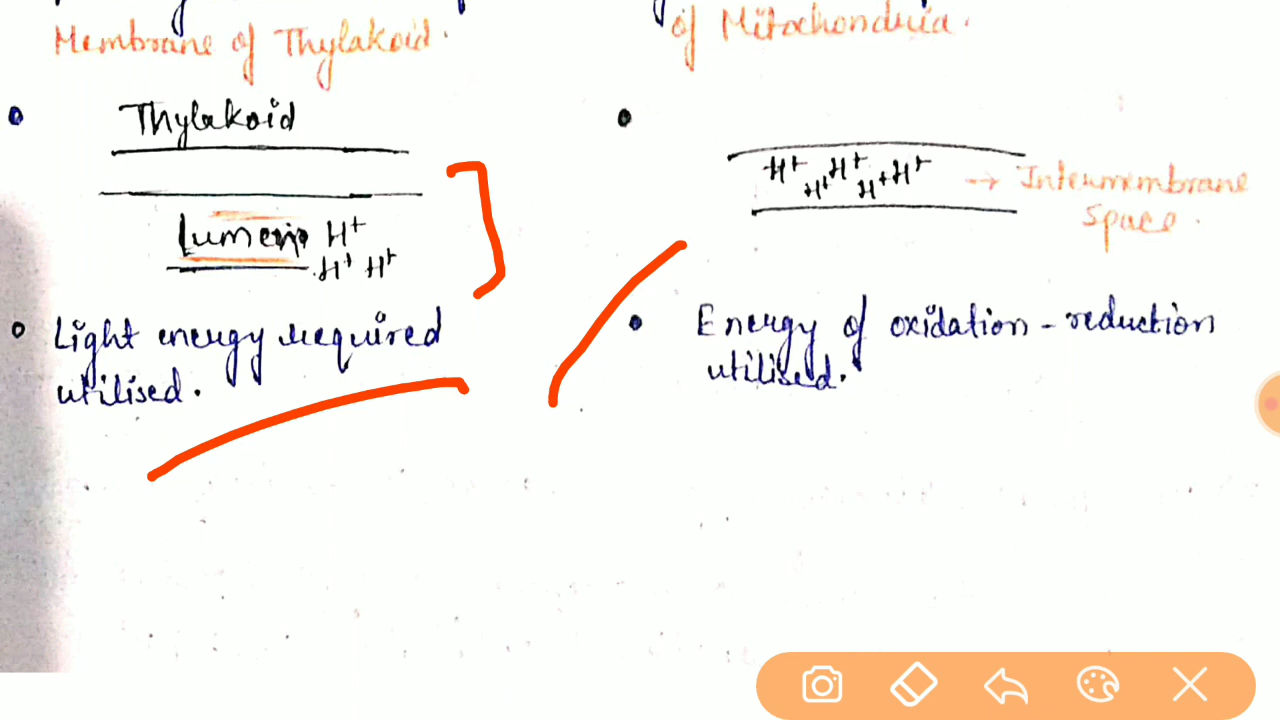 Membrane of Thylakoid.
Thylakoid
Lumen H+
H+ H+
Light energy required
utilised.
of Mitochondria.
H+ H+ H+
H+ H+
→ Intermembrane
Space.
Energy of oxidation-reduction
utilised.